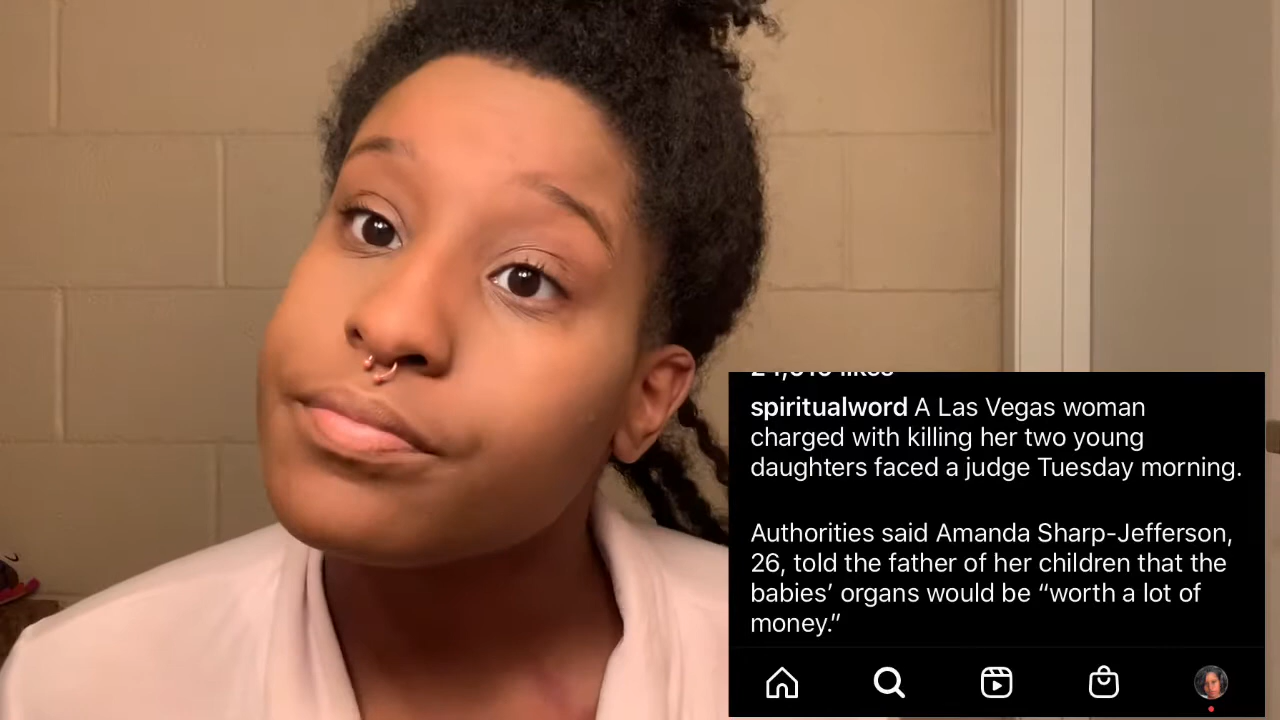 spiritualword A Las Vegas woman
charged with killing her two young
daughters faced a judge Tuesday morning.
Authorities said Amanda Sharp-Jefferson,
26, told the father of her children that the
babies’ organs would be “worth a lot of
money.”